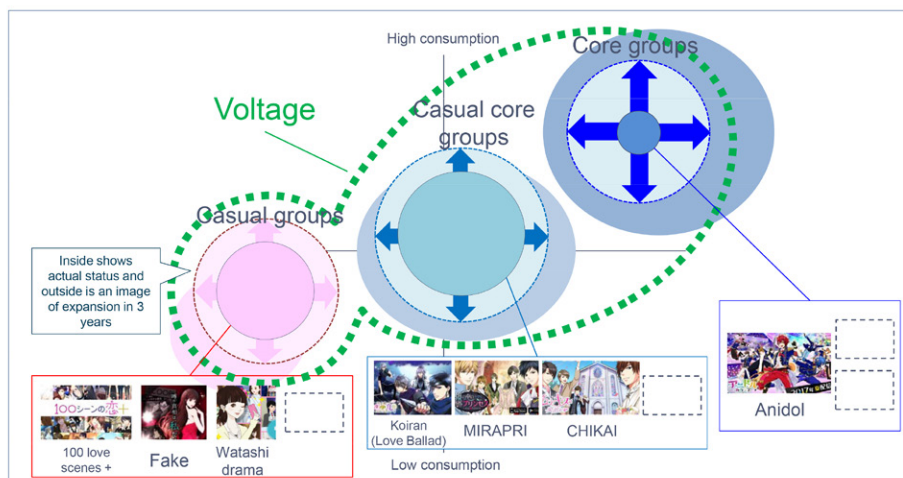 High consumption
Core groups
Voltage
Casual core
groups
Casual groups
Inside shows
actual status and
outside is an image
of expansion in 3
years
100シーンの恋+
100 love
scenes +
Fake
Watashi
drama
Koiran
(Love Ballad)
MIRAPRI
CHIKAI
Anidol
Low consumption